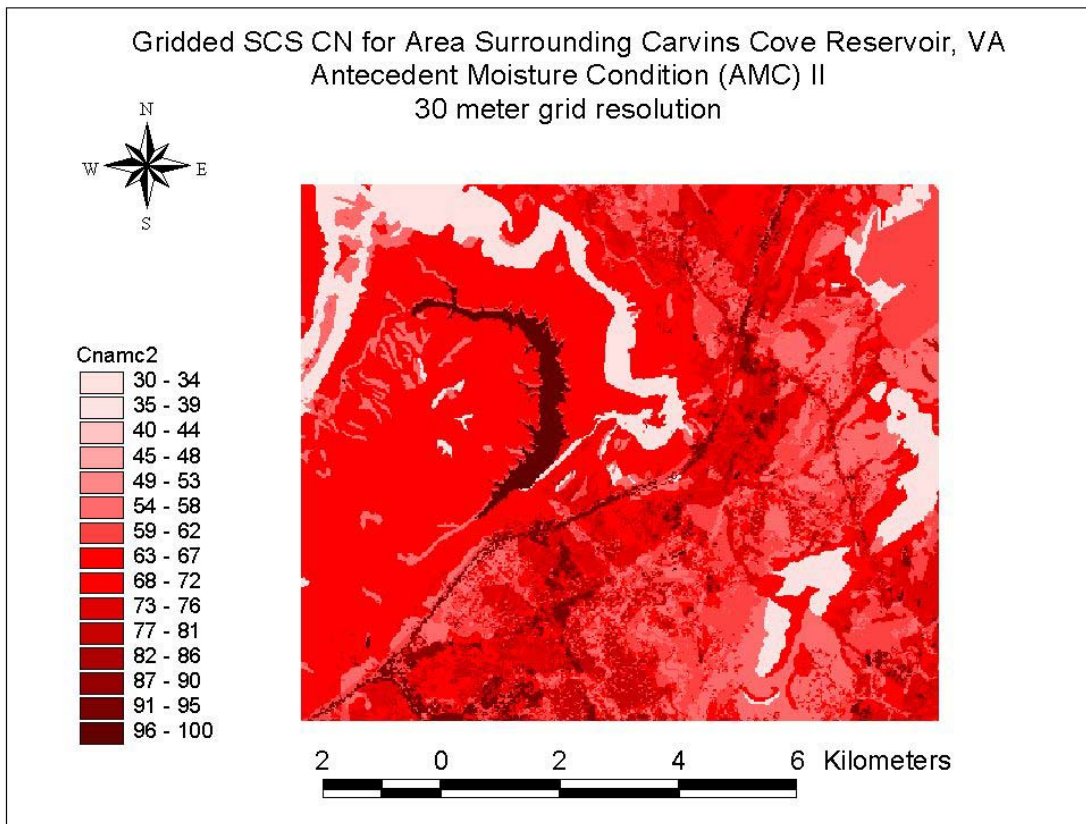 Gridded SCS CN for Area Surrounding Carvins Cove Reservoir, VA
Antecedent Moisture Condition (AMC) II
30 meter grid resolution
N
W E
S
Cnamc2
30 - 34
35 - 39
40 - 44
45 - 48
49 - 53
54 - 58
59 - 62
63 - 67
68 - 72
73 - 76
77 - 81
82 - 86
87 - 90
91 - 95
96 - 100
2 0 2 4 6 Kilometers